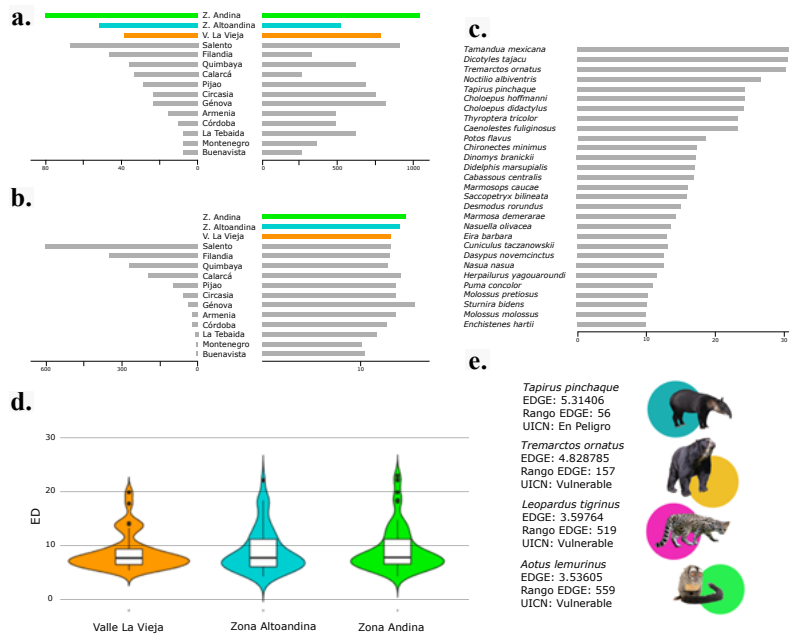 a.
Z. Andina
Z. Altoandina
V. La Vieja
Salento
Filandia
Quimbaya
Calarcá
Pijao
Circasia
Génova
Armenia
Córdoba
La Tebaida
Montenegro
Buenavista
80 40 0 0 500 1000
b.
Z. Andina
Z. Altoandina
V. La Vieja
Salento
Filandia
Quimbaya
Calarcá
Pijao
Circasia
Génova
Armenia
Córdoba
La Tebaida
Montenegro
Buenavista
600 300 0 10
c.
Tamandua mexicana
Dicotyles tajacu
Tremarctos ornatus
Noctilio albiventris
Tapirus pinchaque
Choloepus hoffmanni
Choloepus didactylus
Thyroptera tricolor
Caenolestes fuliginosus
Potos flavus
Chironectes minimus
Dinomys branickii
Didelphis marsupialis
Cabassous centralis
Marmosops caucae
Saccopetryx bilineata
Desmodus rorundus
Marmosa demerarae
Nasuella olivacea
Eira barbara
Cuniculus taczanowskii
Dasypus novemcinctus
Nasua nasua
Herpailurus yagouaroundi
Puma concolor
Molossus pretiosus
Sturnira bidens
Molossus molossus
Enchistenes hartii
0 10 20 30
d.
30
20
10
0
ED
Valle La Vieja Zona Altoandina Zona Andina
e.
Tapirus pinchaque
EDGE: 5.31406
Rango EDGE: 56
UICN: En Peligro
Tremarctos ornatus
EDGE: 4.828785
Rango EDGE: 157
UICN: Vulnerable
Leopardus tigrinus
EDGE: 3.59764
Rango EDGE: 519
UICN: Vulnerable
Aotus lemurinus
EDGE: 3.53605
Rango EDGE: 559
UICN: Vulnerable